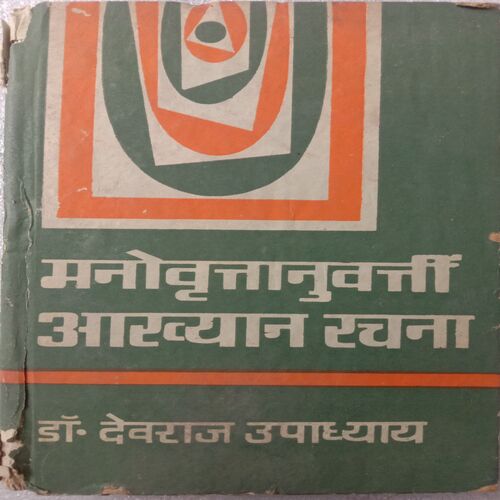 मनोवृत्तानुवर्त्ती
आख्यान रचना
डॉ. देवराज उपाध्याय